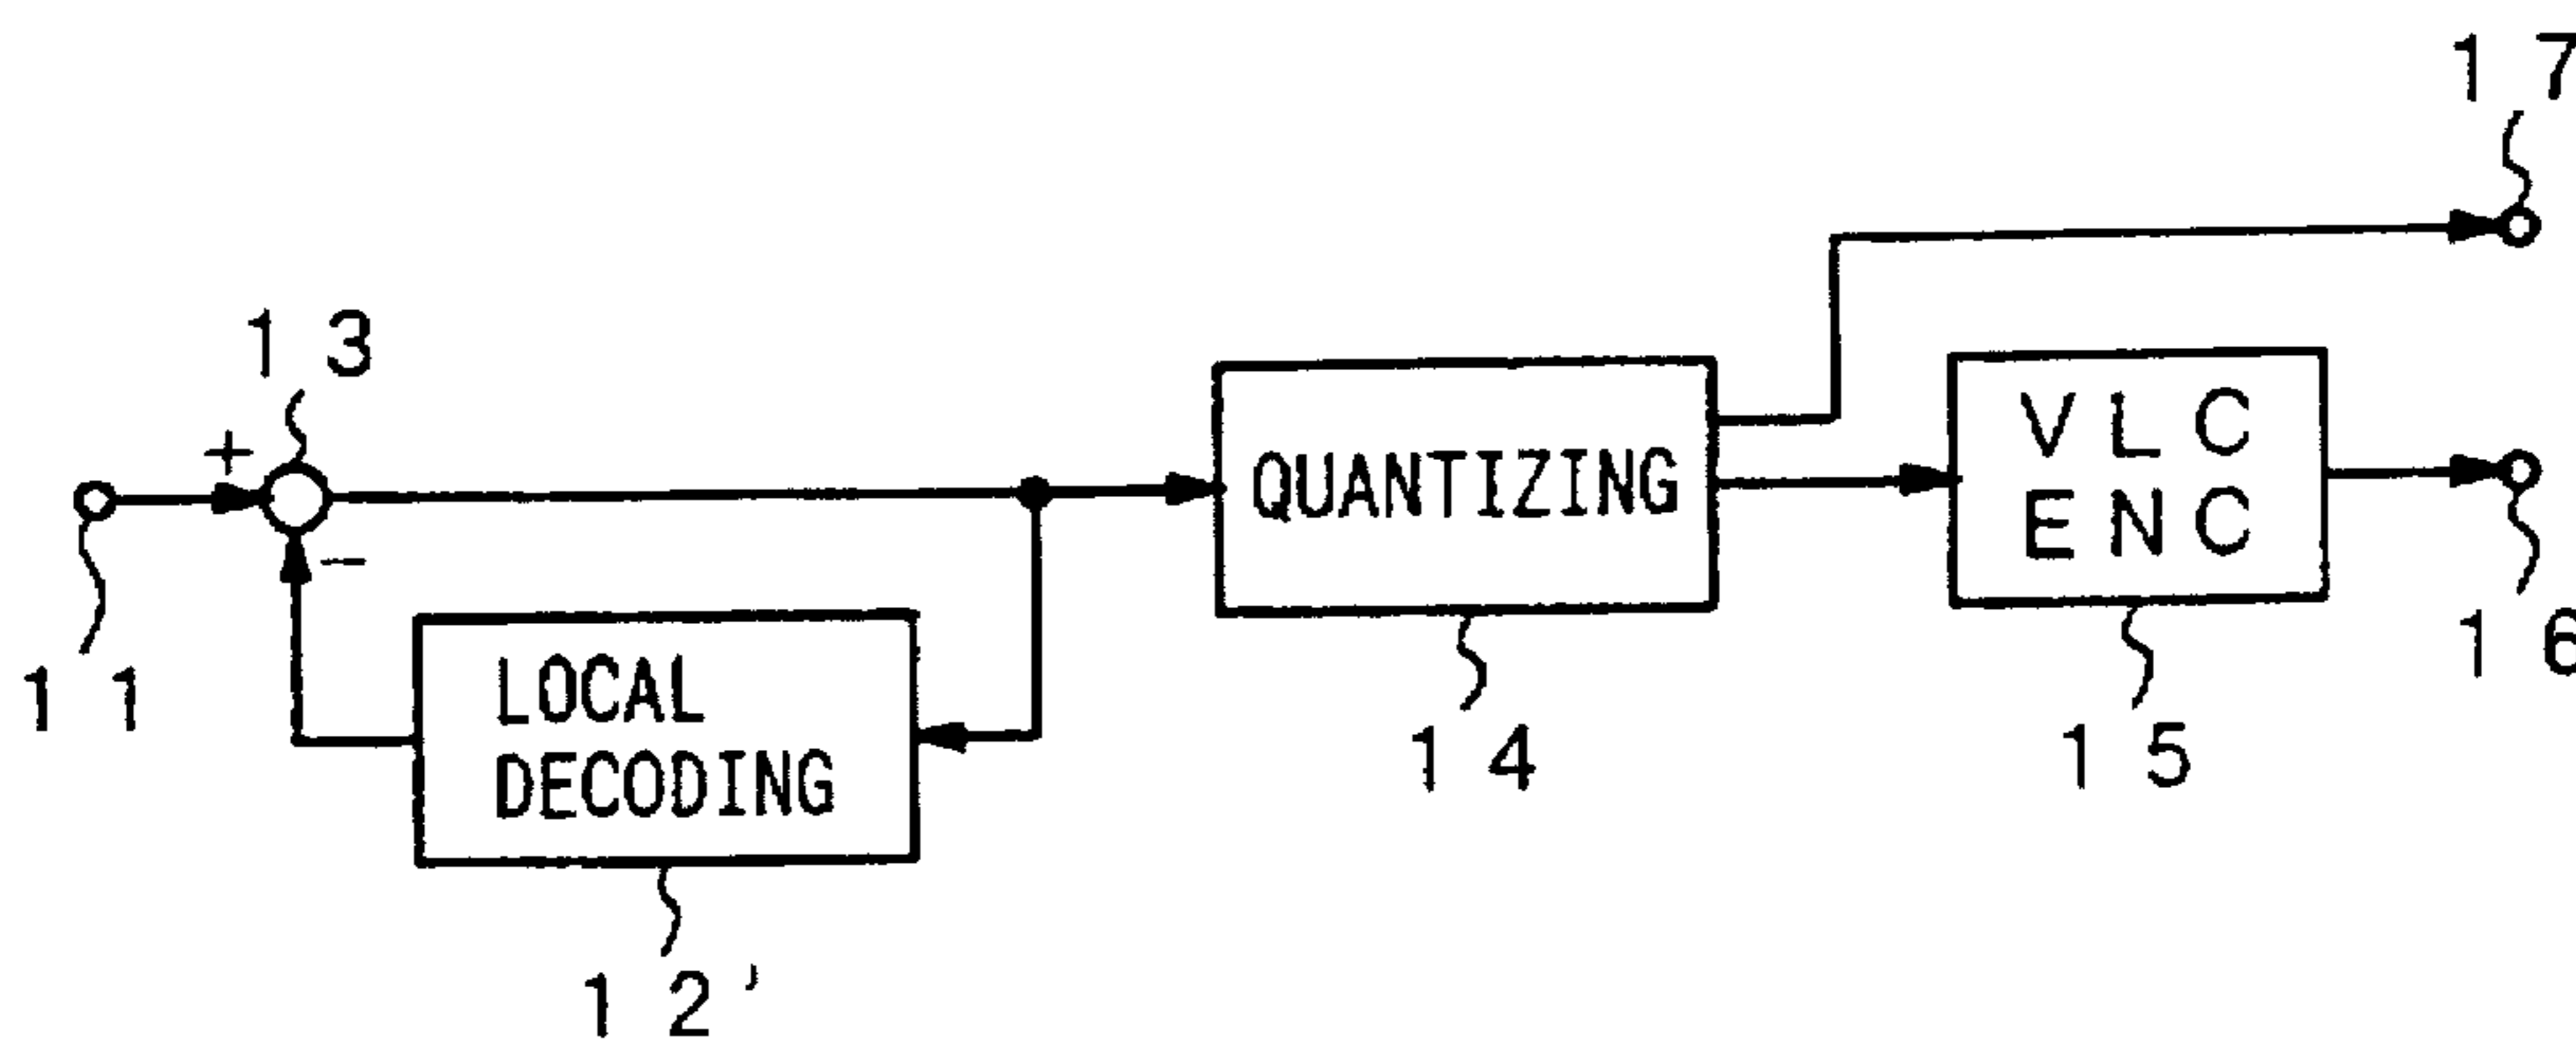 17
13
+
VLC
ENC
QUANTIZING
−
LOCAL
DECODING
11
16
14
15
12'